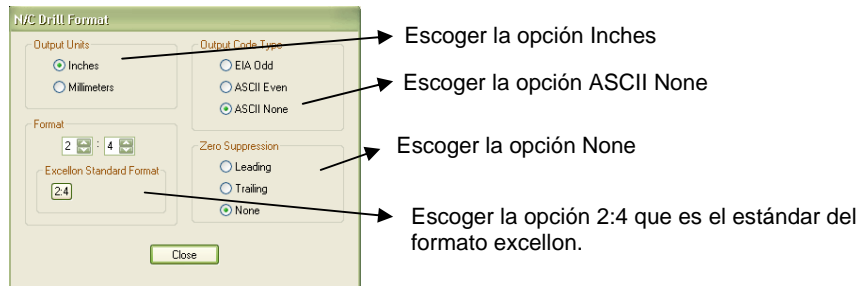 N/C Drill Format
Output Units
Inches
Millimeters
Output Code Type
EIA Odd
ASCII Even
ASCII None
Format
2 : 4
Excellon Standard Format
2:4
Zero Suppression
Leading
Trailing
None
Close
Escoger la opción Inches
Escoger la opción ASCII None
Escoger la opción None
Escoger la opción 2:4 que es el estándar del
formato excellon.